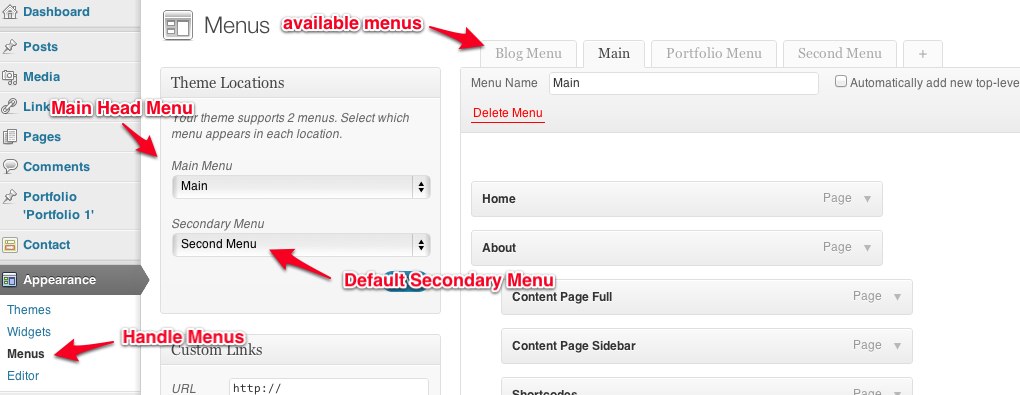 Dashboard
Posts
Media
Link
Pages
Comments
Portfolio
'Portfolio 1'
Contact
Appearance
Themes
Widgets
Menus
Editor
Handle Menus
Menus
available menus
Main Head Menu
Theme Locations
Your theme supports 2 menus. Select which
menu appears in each location.
Main Menu
Main
Secondary Menu
Second Menu
Default Secondary Menu
Custom Links
URL http://
Blog Menu Main Portfolio Menu Second Menu +
Menu Name Main Automatically add new top-leve
Delete Menu
Home Page
About Page
Content Page Full Page
Content Page Sidebar Page
Shortcodes Page